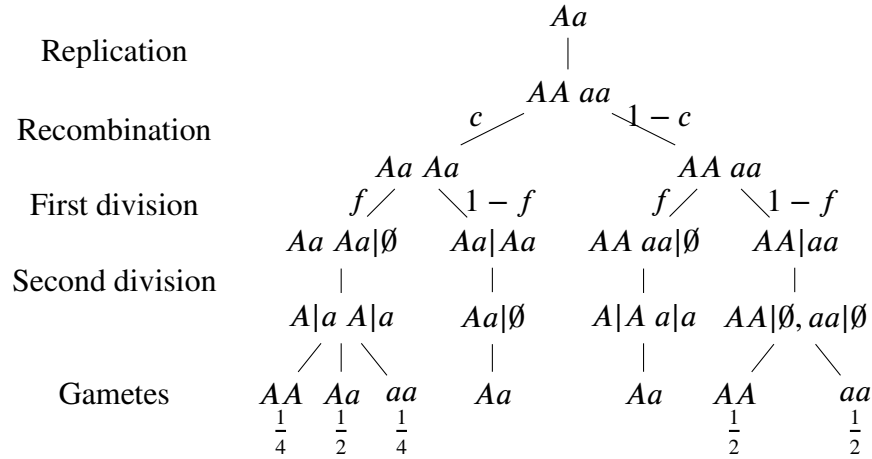 Aa
Replication
AA aa
c 1 − c
Recombination
Aa Aa AA aa
f 1 − f f 1 − f
First division
Aa Aa|∅ Aa|Aa AA aa|∅ AA|aa
Second division
A|a A|a Aa|∅ A|A a|a AA|∅, aa|∅
Gametes AA Aa aa Aa Aa AA aa
1/4 1/2 1/4 1/2 1/2